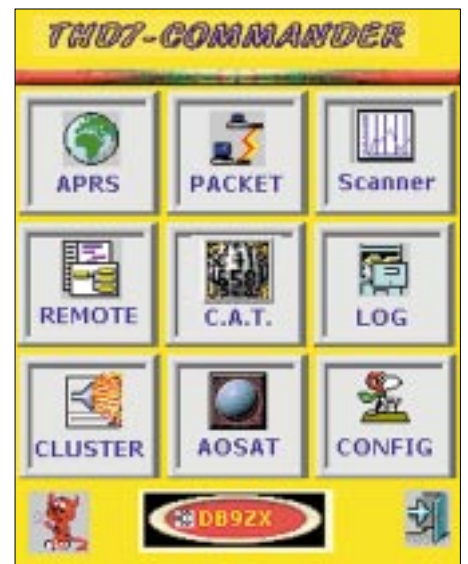 THD7-COMMANDER
APRS PACKET Scanner
REMOTE C.A.T. LOG
CLUSTER AOSAT CONFIG
DB9ZX